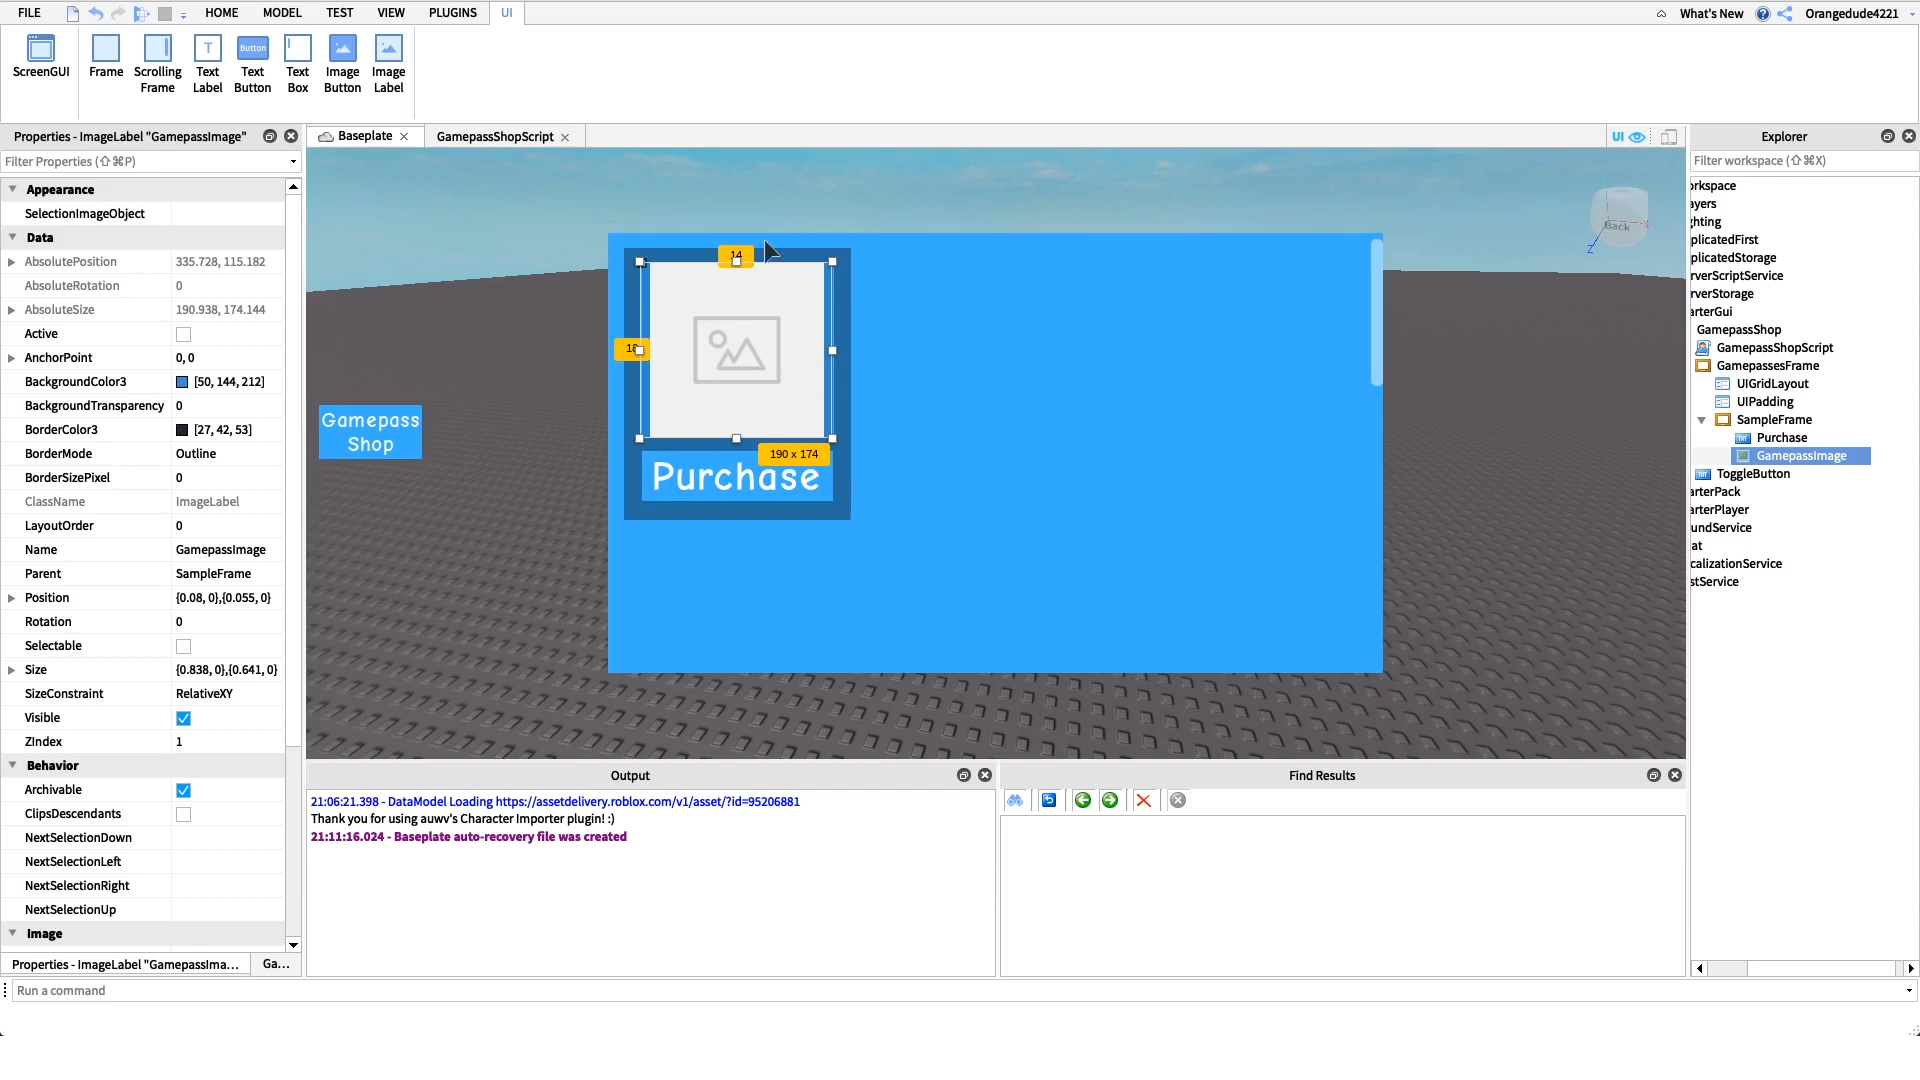 FILE HOME MODEL TEST VIEW PLUGINS UI What's New Orangedude4221
ScreenGUI
Frame
Scrolling
Frame
T
Text
Label
Button
Text
Button
Text
Box
Image
Button
Image
Label
Properties - ImageLabel "GamepassImage"
Filter Properties (⇧⌘P)
Appearance
SelectionImageObject
Data
AbsolutePosition 335.728, 115.182
AbsoluteRotation 0
AbsoluteSize 190.938, 174.144
Active
AnchorPoint 0, 0
BackgroundColor3 [50, 144, 212]
BackgroundTransparency 0
BorderColor3 [27, 42, 53]
BorderMode Outline
BorderSizePixel 0
ClassName ImageLabel
LayoutOrder 0
Name GamepassImage
Parent SampleFrame
Position {0.08, 0},{0.055, 0}
Rotation 0
Selectable
Size {0.838, 0},{0.641, 0}
SizeConstraint RelativeXY
Visible
ZIndex 1
Behavior
Archivable
ClipsDescendants
NextSelectionDown
NextSelectionLeft
NextSelectionRight
NextSelectionUp
Image
Properties - ImageLabel "GamepassIma... Ga...
Run a command
Baseplate GamepassShopScript UI
Back
Z
14
Gamepass
Shop
190 x 174
Purchase
Output
21:06:21.398 - DataModel Loading https://assetdelivery.roblox.com/v1/asset/?id=95206881
Thank you for using auwv's Character Importer plugin! :)
21:11:16.024 - Baseplate auto-recovery file was created
Find Results
Explorer
Filter workspace (⇧⌘X)
orkspace
ayers
hting
plicatedFirst
plicatedStorage
rverScriptService
rverStorage
arterGui
GamepassShop
GamepassShopScript
GamepassesFrame
UIGridLayout
UIPadding
SampleFrame
Purchase
GamepassImage
ToggleButton
arterPack
arterPlayer
undService
at
calizationService
stService